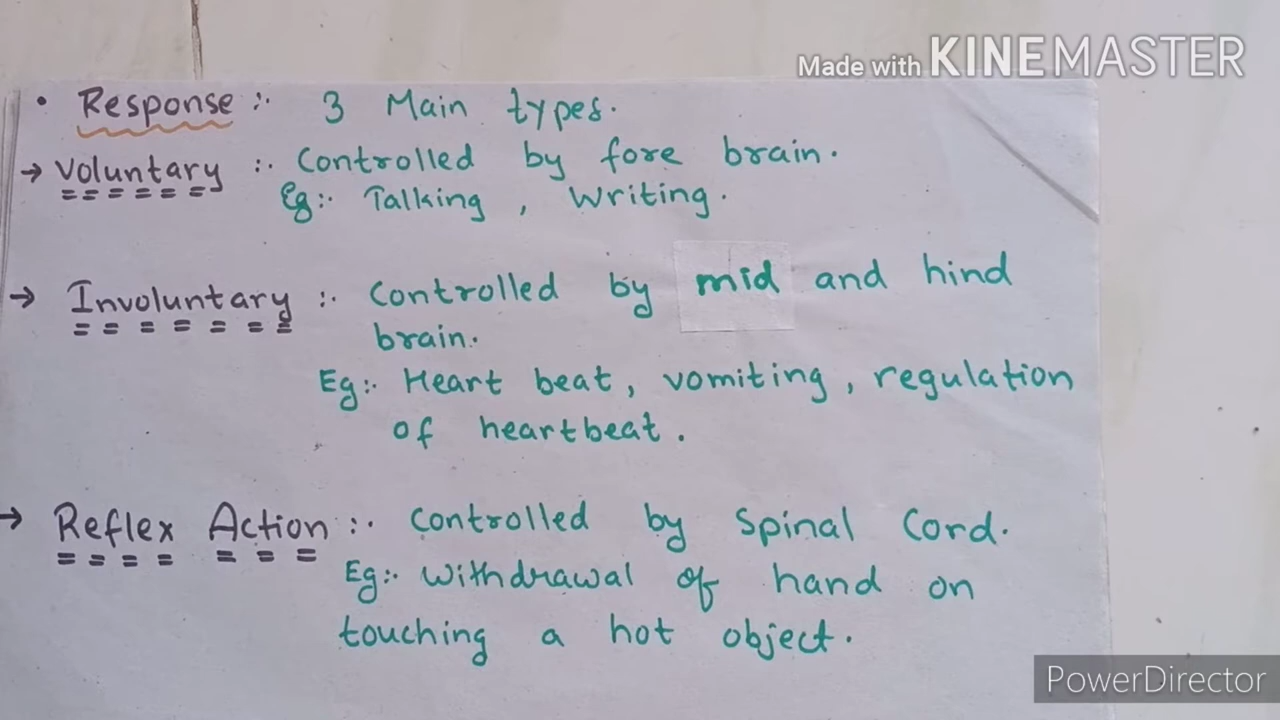 Made with KINEMASTER
• Response :- 3 Main types.
→ Voluntary :- Controlled by fore brain.
Eg :- Talking, Writing.
→ Involuntary :- Controlled by mid and hind
brain.
Eg :- Heart beat, vomiting, regulation
of heartbeat.
→ Reflex Action :- Controlled by Spinal Cord.
Eg :- Withdrawal of hand on
touching a hot object.
PowerDirector